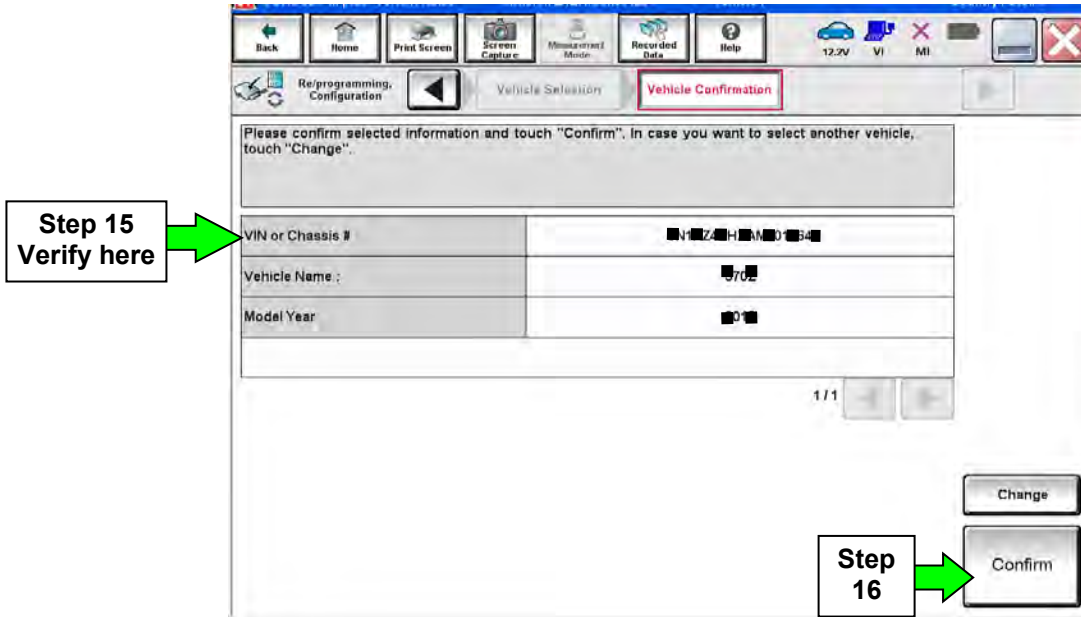 Back
Home
Print Screen
Screen Capture
Measurement Mode
Recorded Data
Help
12.2V
VI
MI
Re/programming, Configuration
Vehicle Selection
Vehicle Confirmation
Please confirm selected information and touch "Confirm". In case you want to select another vehicle,
touch "Change".
Step 15
Verify here
VIN or Chassis #
Vehicle Name :
Model Year
1/1
Change
Step
16
Confirm